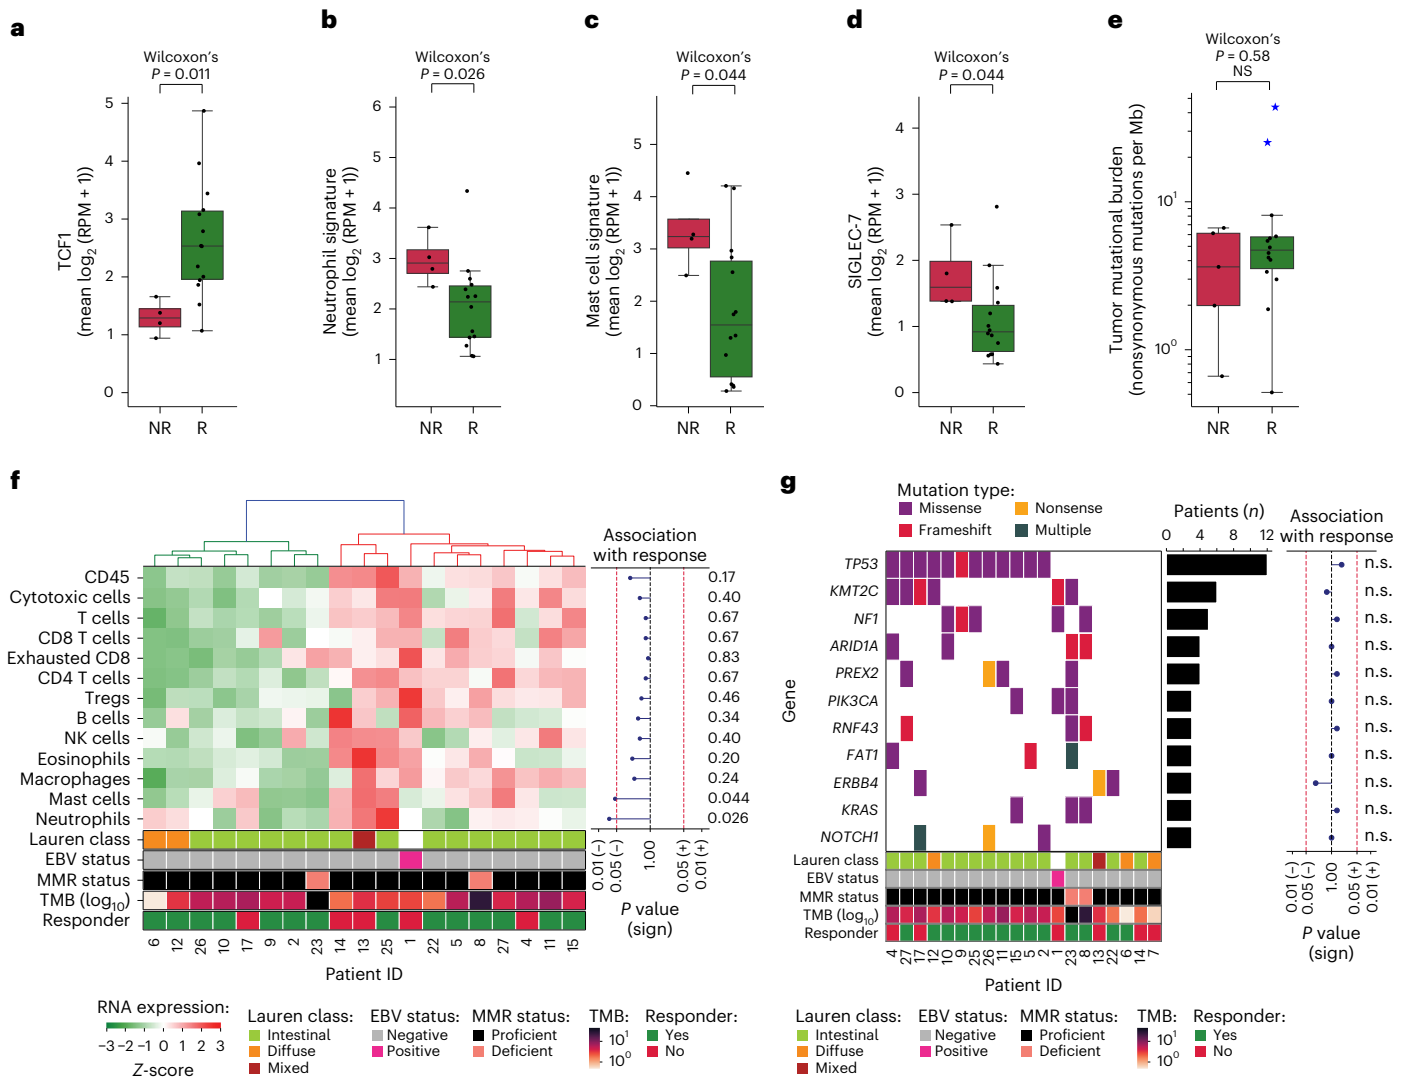 a
Wilcoxon's
P = 0.011
TCF1
(mean log2 (RPM + 1))
5
4
3
2
1
0
NR
R
b
Wilcoxon's
P = 0.026
Neutrophil signature
(mean log2 (RPM + 1))
6
5
4
3
2
1
NR
R
c
Wilcoxon's
P = 0.044
Mast cell signature
(mean log2 (RPM + 1))
5
4
3
2
1
0
NR
R
d
Wilcoxon's
P = 0.044
SIGLEC-7
(mean log2 (RPM + 1))
4
3
2
1
0
NR
R
e
Wilcoxon's
P = 0.58
NS
Tumor mutational burden
(nonsynonymous mutations per Mb)
10^1
10^0
NR
R
f
Association
with response
CD45 0.17
Cytotoxic cells 0.40
T cells 0.67
CD8 T cells 0.67
Exhausted CD8 0.83
CD4 T cells 0.67
Tregs 0.46
B cells 0.34
NK cells 0.40
Eosinophils 0.20
Macrophages 0.24
Mast cells 0.044
Neutrophils 0.026
Lauren class
EBV status
MMR status
TMB (log10)
Responder
6 12 26 10 17 9 2 23 14 13 25 1 22 5 8 27 4 11 15
Patient ID
0.01 (−) 0.05 (−) 1.00 0.05 (+) 0.01 (+)
P value
(sign)
RNA expression:
−3 −2 −1 0 1 2 3
Z-score
Lauren class:
Intestinal
Diffuse
Mixed
EBV status:
Negative
Positive
MMR status:
Proficient
Deficient
TMB:
10^1
10^0
Responder:
Yes
No
g
Mutation type:
Missense
Nonsense
Frameshift
Multiple
Patients (n)
0 4 8 12
Association
with response
Gene
TP53 n.s.
KMT2C n.s.
NF1 n.s.
ARID1A n.s.
PREX2 n.s.
PIK3CA n.s.
RNF43 n.s.
FAT1 n.s.
ERBB4 n.s.
KRAS n.s.
NOTCH1 n.s.
Lauren class
EBV status
MMR status
TMB (log10)
Responder
4 27 17 12 10 9 25 26 11 15 5 2 1 23 8 13 22 6 14 7
Patient ID
0.01 (−) 0.05 (−) 1.00 0.05 (+) 0.01 (+)
P value
(sign)
Lauren class:
Intestinal
Diffuse
Mixed
EBV status:
Negative
Positive
MMR status:
Proficient
Deficient
TMB:
10^1
10^0
Responder:
Yes
No